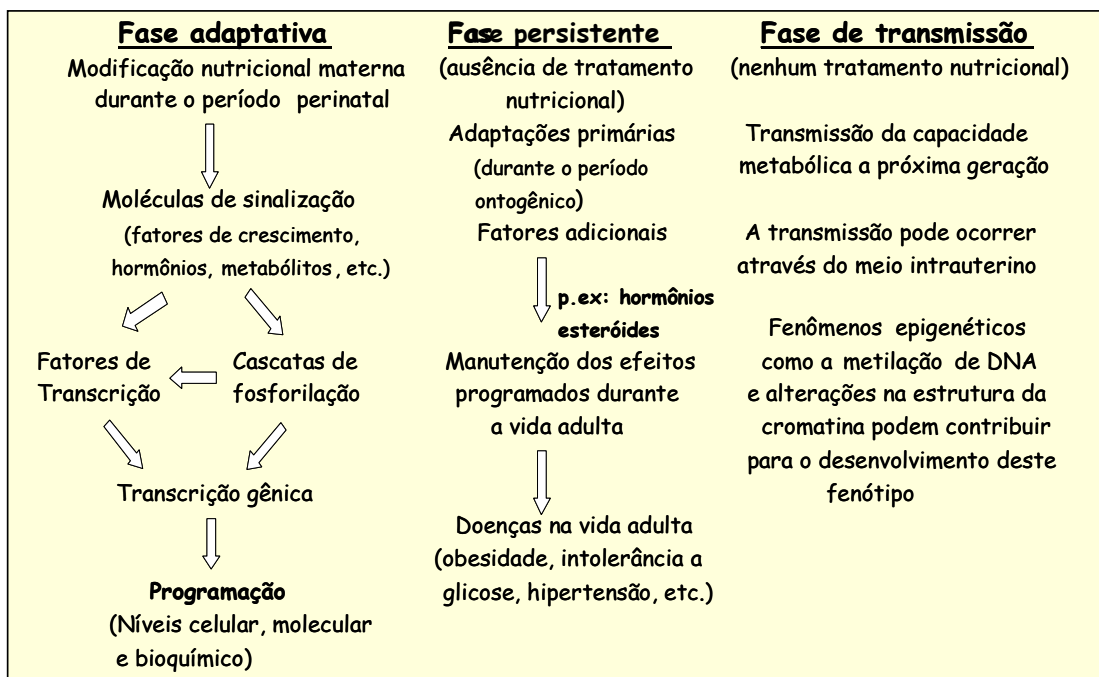 Fase adaptativa
Modificação nutricional materna
durante o período perinatal
Moléculas de sinalização
(fatores de crescimento,
hormônios, metabólitos, etc.)
Fatores de
Transcrição
Cascatas de
fosforilação
Transcrição gênica
Programação
(Níveis celular, molecular
e bioquímico)
Fase persistente
(ausência de tratamento
nutricional)
Adaptações primárias
(durante o período
ontogênico)
Fatores adicionais
p.ex: hormônios
esteróides
Manutenção dos efeitos
programados durante
a vida adulta
Doenças na vida adulta
(obesidade, intolerância a
glicose, hipertensão, etc.)
Fase de transmissão
(nenhum tratamento nutricional)
Transmissão da capacidade
metabólica a próxima geração
A transmissão pode ocorrer
através do meio intrauterino
Fenômenos epigenéticos
como a metilação de DNA
e alterações na estrutura da
cromatina podem contribuir
para o desenvolvimento deste
fenótipo